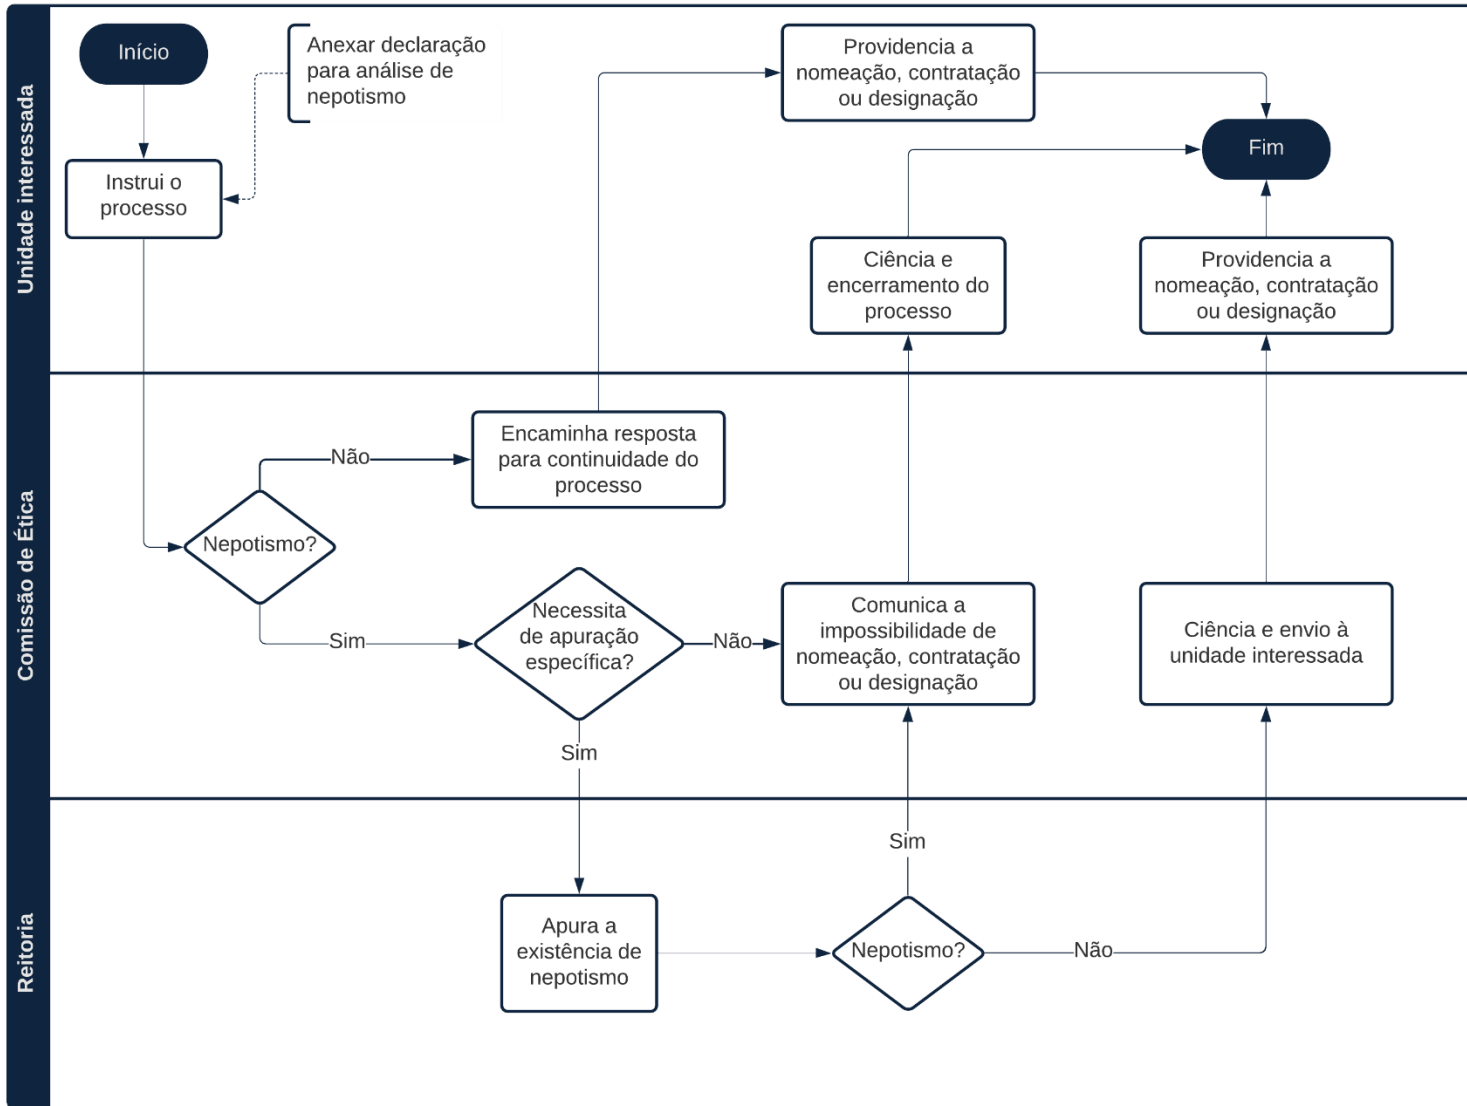 Unidade interessada
Início
Anexar declaração
para análise de
nepotismo
Providencia a
nomeação, contratação
ou designação
Fim
Instrui o
processo
Ciência e
encerramento do
processo
Providencia a
nomeação, contratação
ou designação
Comissão de Ética
Não
Encaminha resposta
para continuidade do
processo
Nepotismo?
Sim
Necessita
de apuração
específica?
Não
Comunica a
impossibilidade de
nomeação, contratação
ou designação
Ciência e envio à
unidade interessada
Sim
Reitoria
Sim
Apura a
existência de
nepotismo
Nepotismo?
Não